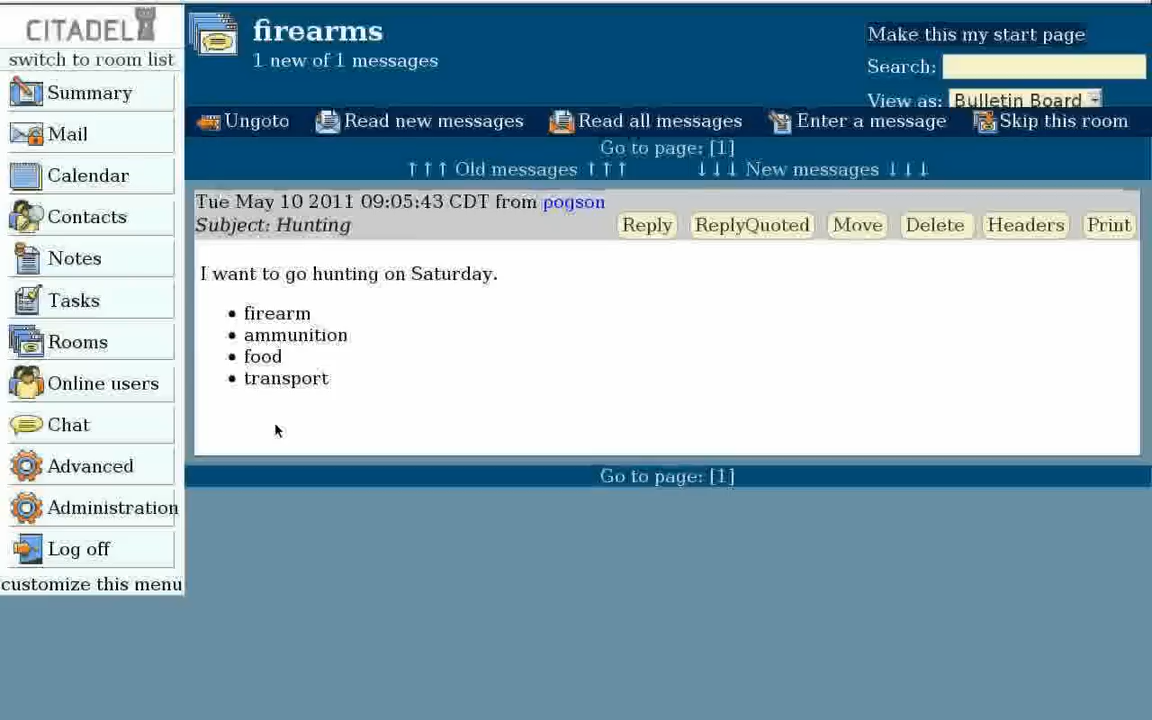 CITADEL
switch to room list
Summary
Mail
Calendar
Contacts
Notes
Tasks
Rooms
Online users
Chat
Advanced
Administration
Log off
customize this menu
firearms
1 new of 1 messages
Make this my start page
Search:
View as: Bulletin Board
Ungoto Read new messages Read all messages Enter a message Skip this room
Go to page: [1]
↑↑↑ Old messages ↑↑↑ ↓↓↓ New messages ↓↓↓
Tue May 10 2011 09:05:43 CDT from pogson
Subject: Hunting Reply ReplyQuoted Move Delete Headers Print
I want to go hunting on Saturday.
• firearm
• ammunition
• food
• transport
Go to page: [1]